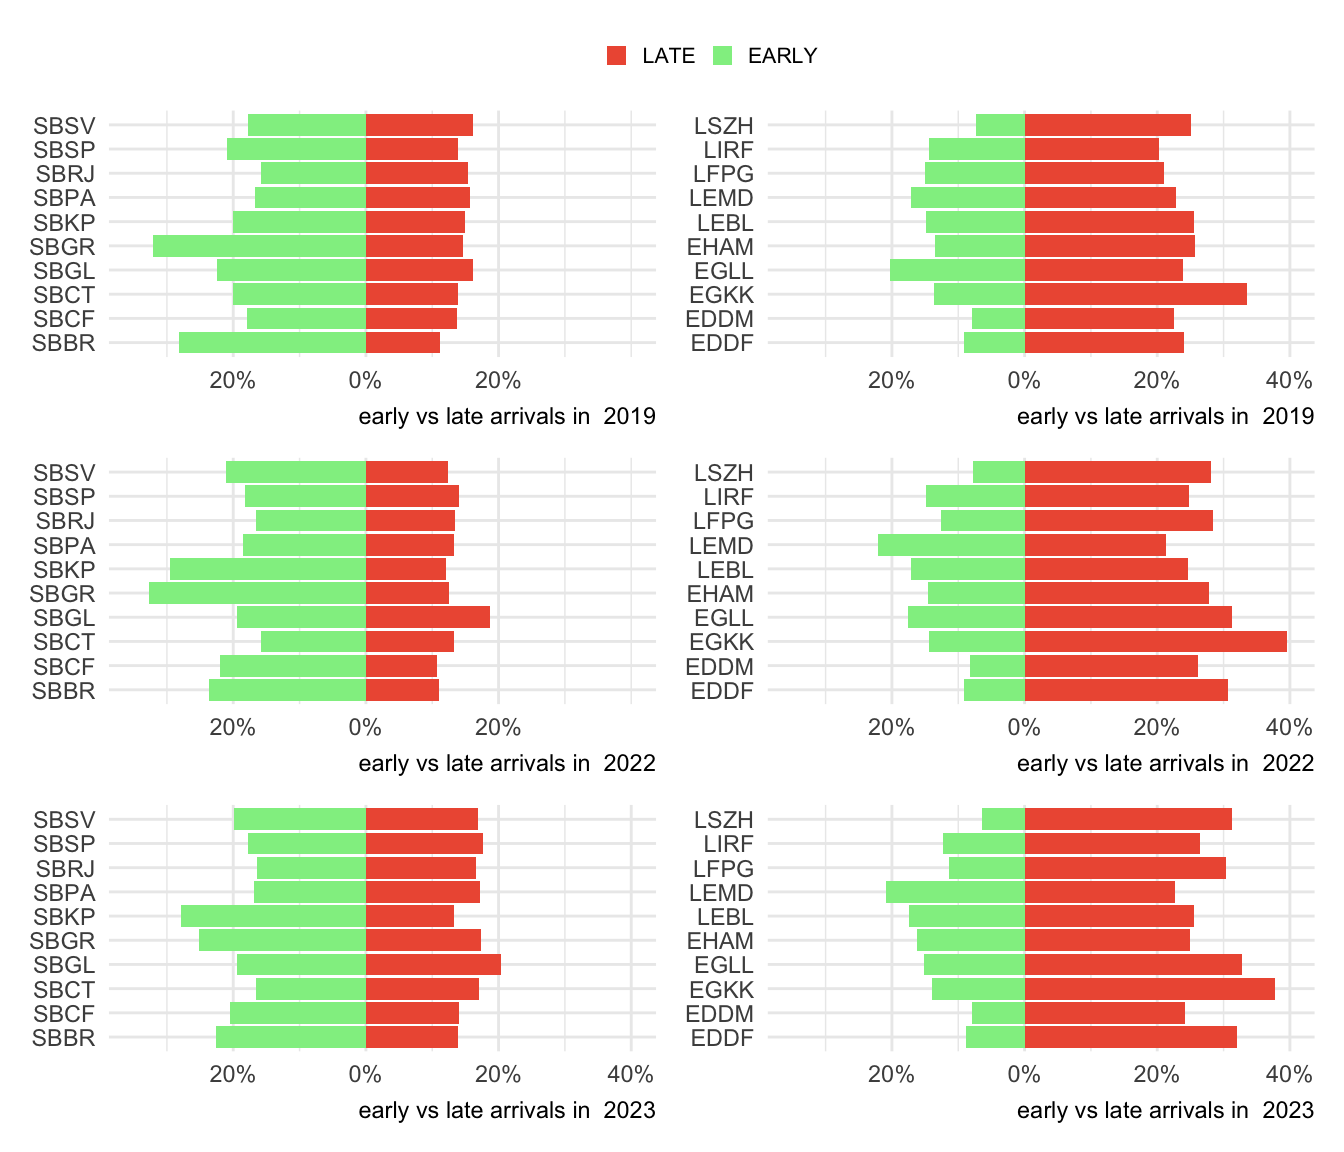 LATE EARLY
SBSV
SBSP
SBRJ
SBPA
SBKP
SBGR
SBGL
SBCT
SBCF
SBBR
20% 0% 20%
early vs late arrivals in  2019
LSZH
LIRF
LFPG
LEMD
LEBL
EHAM
EGLL
EGKK
EDDM
EDDF
20% 0% 20% 40%
early vs late arrivals in  2019
SBSV
SBSP
SBRJ
SBPA
SBKP
SBGR
SBGL
SBCT
SBCF
SBBR
20% 0% 20%
early vs late arrivals in  2022
LSZH
LIRF
LFPG
LEMD
LEBL
EHAM
EGLL
EGKK
EDDM
EDDF
20% 0% 20% 40%
early vs late arrivals in  2022
SBSV
SBSP
SBRJ
SBPA
SBKP
SBGR
SBGL
SBCT
SBCF
SBBR
20% 0% 20% 40%
early vs late arrivals in  2023
LSZH
LIRF
LFPG
LEMD
LEBL
EHAM
EGLL
EGKK
EDDM
EDDF
20% 0% 20% 40%
early vs late arrivals in  2023